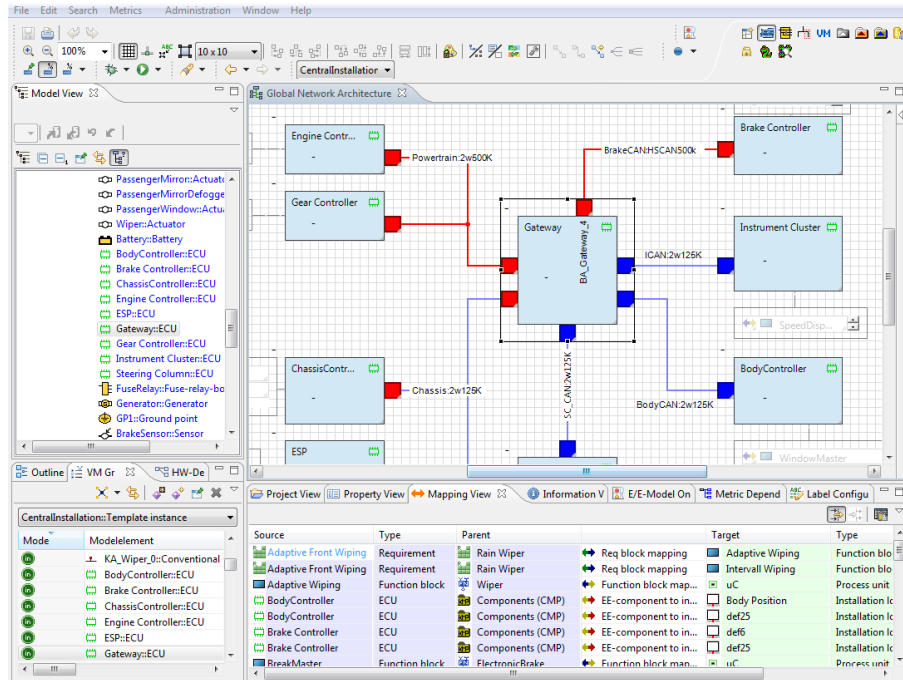 File Edit Search Metrics Administration Window Help
100%
10 x 10
VM
CentralInstallation
Model View
Global Network Architecture
PassengerMirror::Actuato
PassengerMirrorDefogge
PassengerWindow::Actua
Wiper::Actuator
Battery::Battery
BodyController::ECU
Brake Controller::ECU
ChassisController::ECU
Engine Controller::ECU
ESP::ECU
Gateway::ECU
Gear Controller::ECU
Instrument Cluster::ECU
Steering Column::ECU
FuseRelay::Fuse-relay-bo
Generator::Generator
GP1::Ground point
BrakeSensor::Sensor
Engine Contr...
Powertrain:2w500K
BrakeCAN:HSCAN500k
Brake Controller
Gear Controller
Gateway
BA_Gateway_4
Instrument Cluster
ICAN:2w125K
SpeedDisp...
ChassisContr...
Chassis:2w125K
SC_CAN:2w125K
BodyCAN:2w125K
BodyController
ESP
WindowMaster
Outline VM Gr HW-De
CentralInstallation::Template instance
Mode Modelelement
KA_Wiper_0::Conventional
BodyController::ECU
Brake Controller::ECU
ChassisController::ECU
Engine Controller::ECU
ESP::ECU
Gateway::ECU
Project View Property View Mapping View Information V E/E-Model On Metric Depend Label Configu
Source Type Parent Target Type
Adaptive Front Wiping Requirement Rain Wiper Req block mapping Adaptive Wiping Function blo
Adaptive Front Wiping Requirement Rain Wiper Req block mapping Intervall Wiping Function blo
Adaptive Wiping Function block Wiper Function block map... uC Process unit
BodyController ECU Components (CMP) EE-component to in... Body Position Installation lo
BodyController ECU Components (CMP) EE-component to in... def25 Installation lo
Brake Controller ECU Components (CMP) EE-component to in... def6 Installation lo
Brake Controller ECU Components (CMP) EE-component to in... def25 Installation lo
BreakMaster Function block ElectronicBrake Function block map... uC Process unit